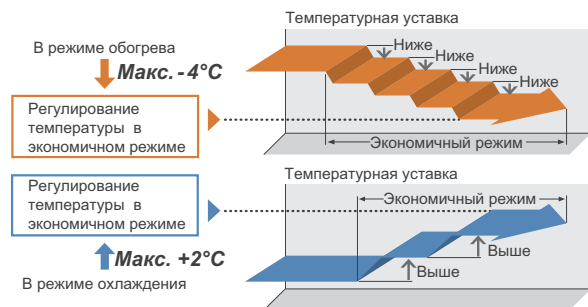 В режиме обогрева
Макс. -4°C
Регулирование
температуры в
экономичном режиме
Температурная уставка
Ниже
Ниже
Ниже
Ниже
Экономичный режим
Регулирование
температуры в
экономичном режиме
Макс. +2°C
В режиме охлаждения
Температурная уставка
Экономичный режим
Выше
Выше